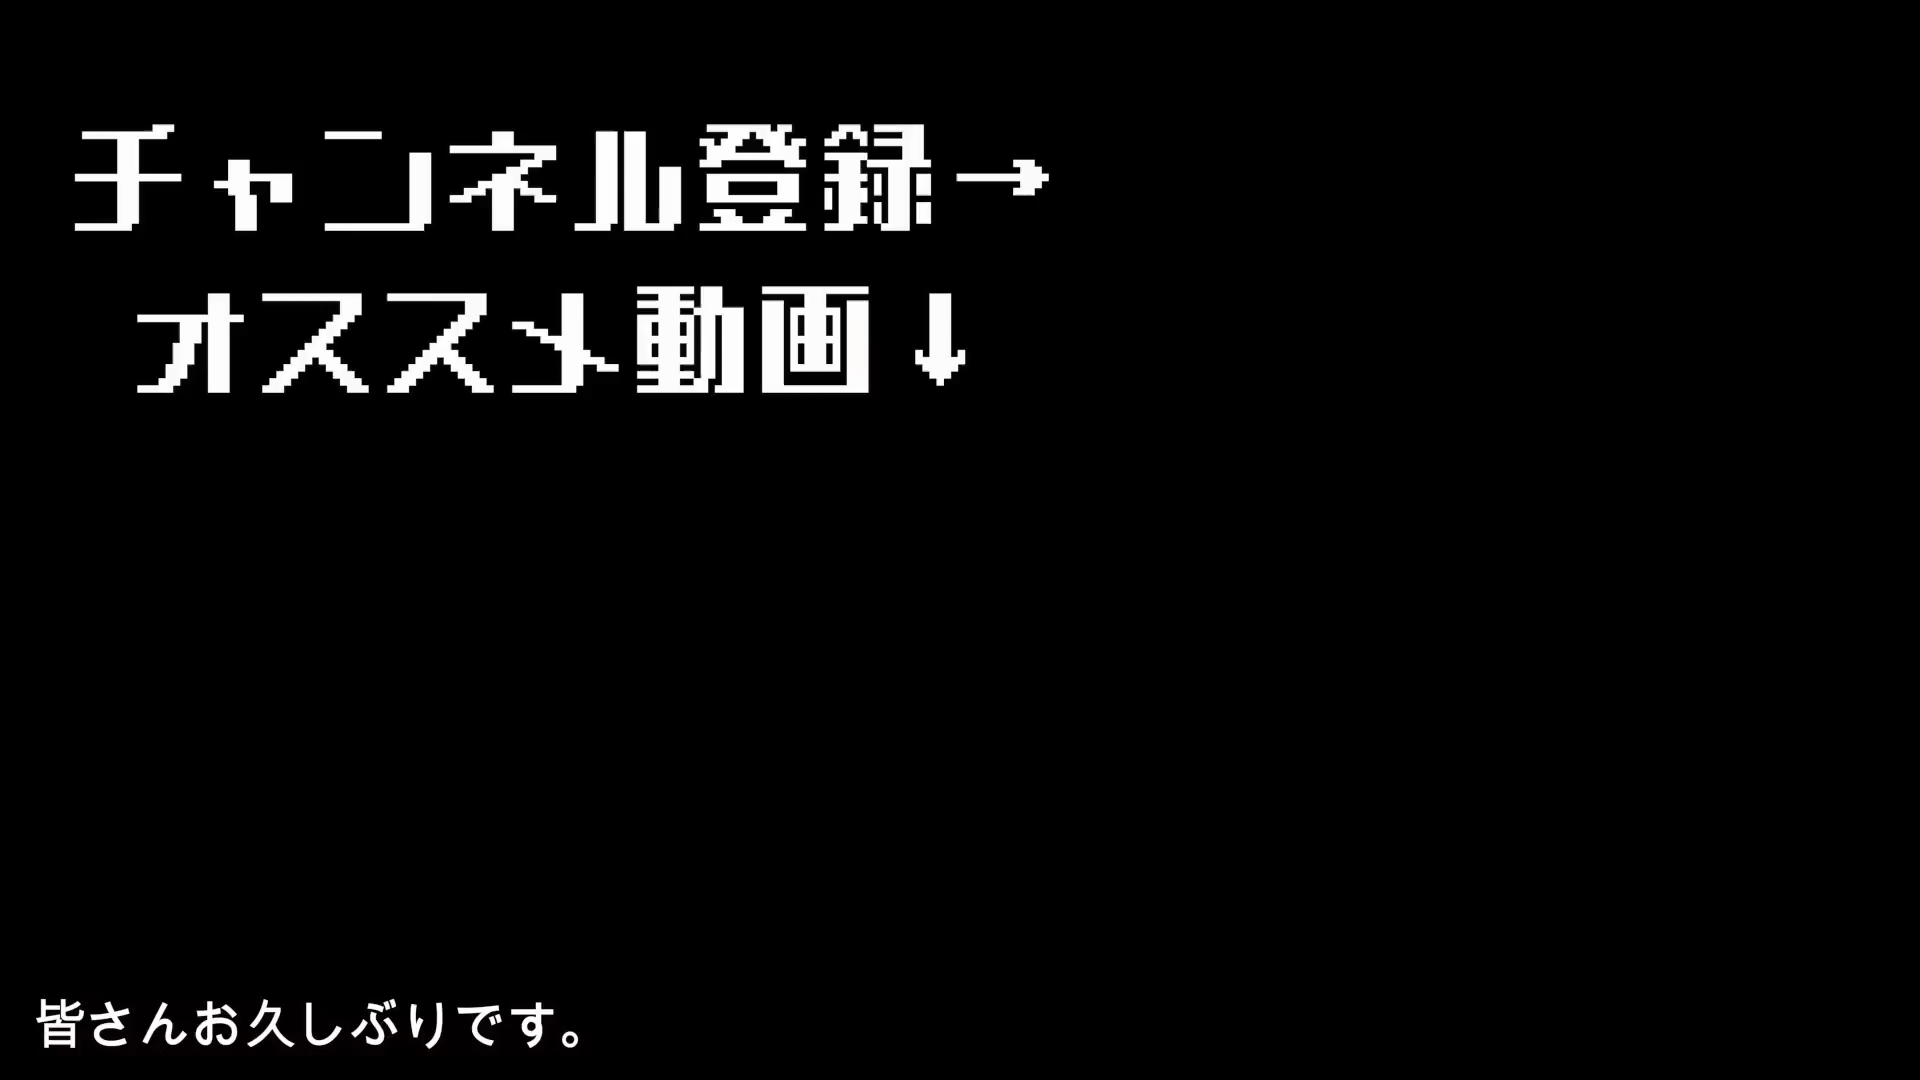 チャンネル登録→
オススメ動画↓
皆さんお久しぶりです。